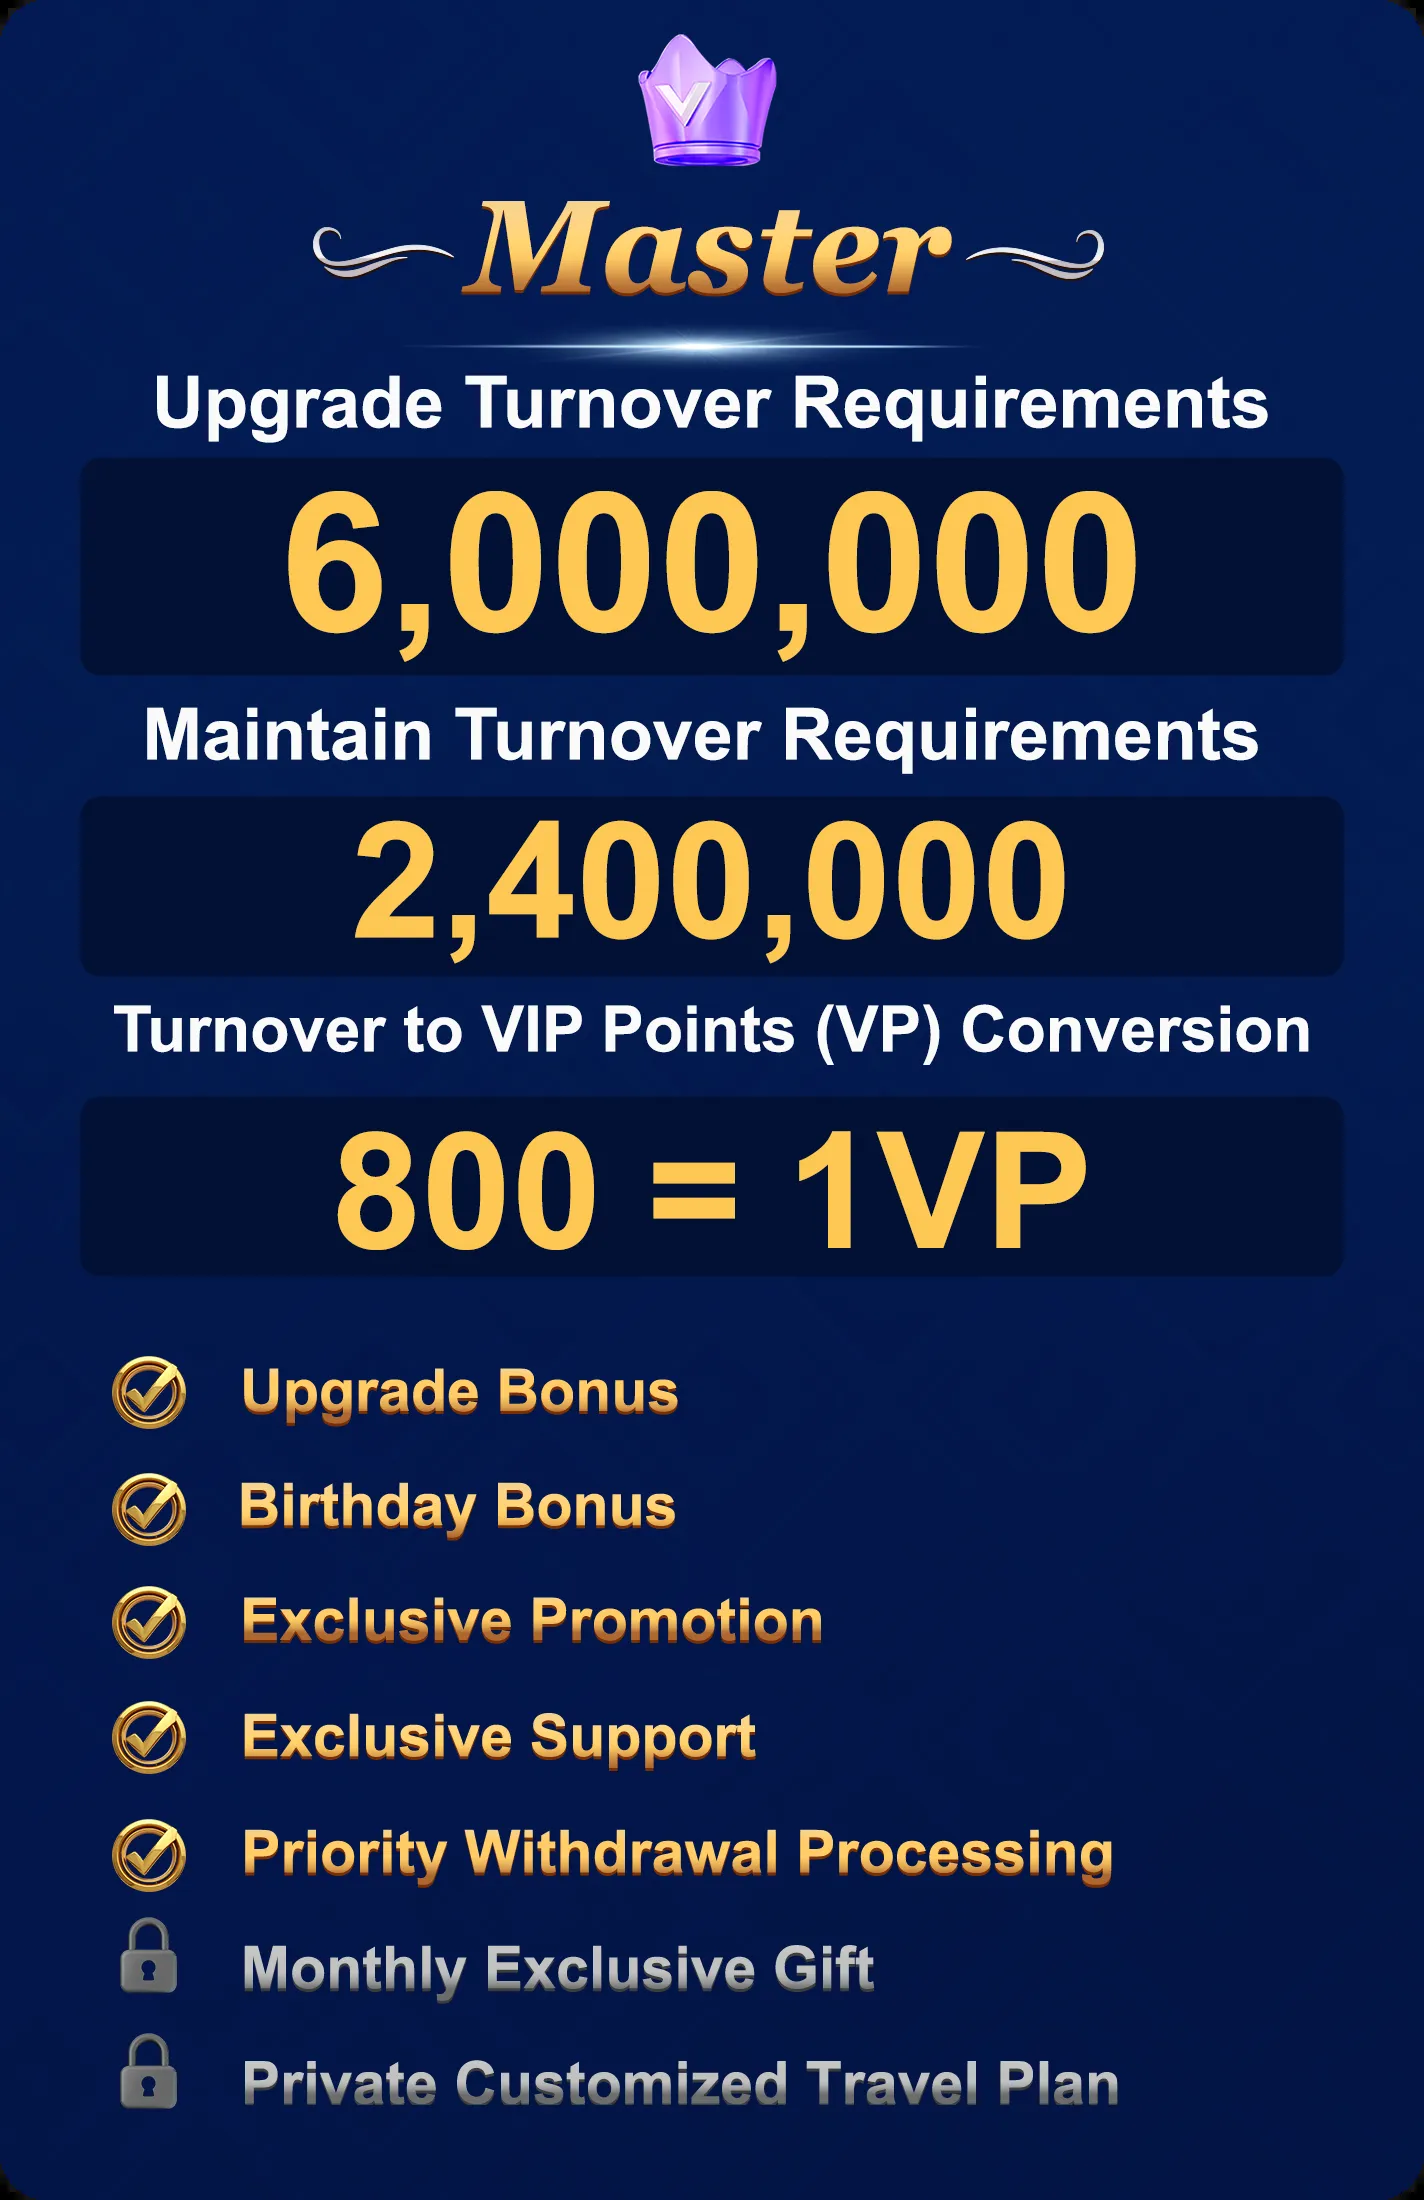 V
Master
Upgrade Turnover Requirements
6,000,000
Maintain Turnover Requirements
2,400,000
Turnover to VIP Points (VP) Conversion
800 = 1VP
Upgrade Bonus
Birthday Bonus
Exclusive Promotion
Exclusive Support
Priority Withdrawal Processing
Monthly Exclusive Gift
Private Customized Travel Plan